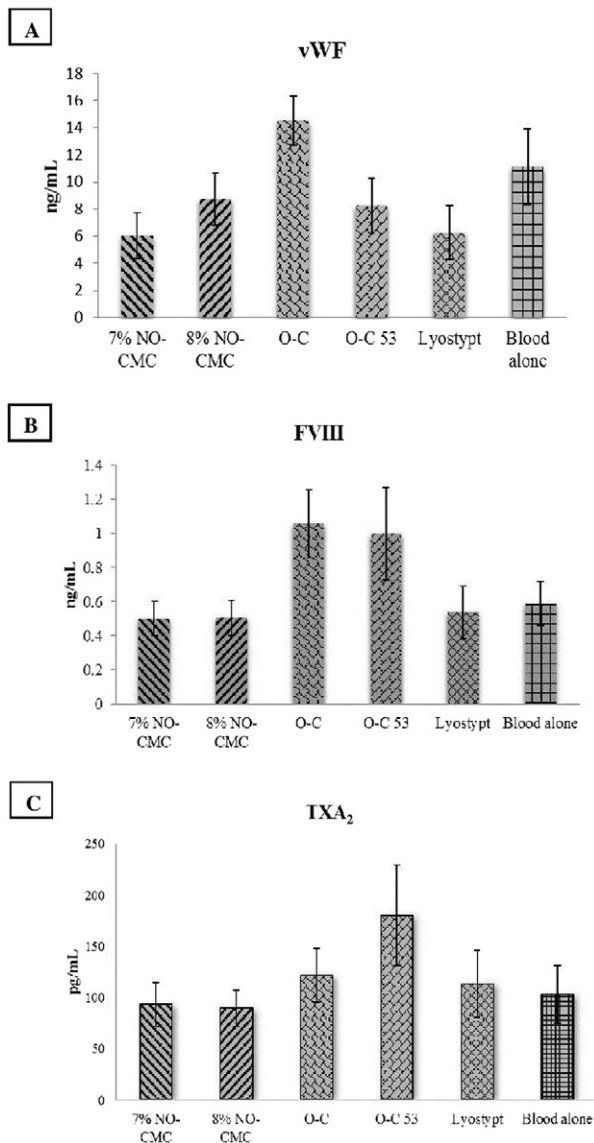 A
vWF
18
16
14
12
10
8
6
4
2
0
ng/mL
7% NO- 8% NO- O-C O-C 53 Lyostypt Blood
CMC CMC alone
B
FVIII
1.4
1.2
1
0.8
0.6
0.4
0.2
0
ng/mL
7% NO- 8% NO- O-C O-C 53 Lyostypt Blood alone
CMC CMC
C
TXA₂
250
200
150
100
50
0
pg/mL
7% NO- 8% NO- O-C O-C 53 Lyostypt Blood alone
CMC CMC